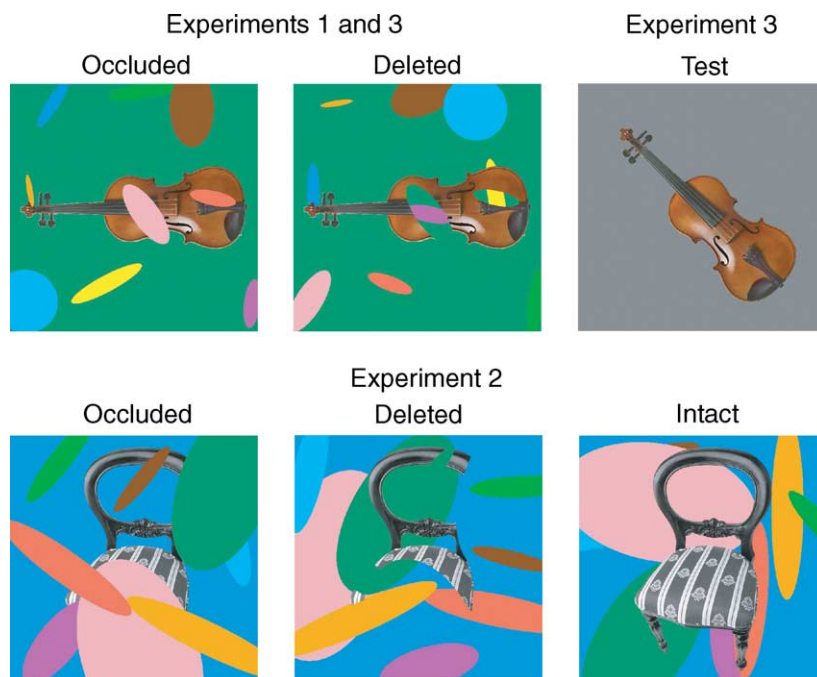 Experiments 1 and 3
Experiment 3
Occluded
Deleted
Test
Experiment 2
Occluded
Deleted
Intact